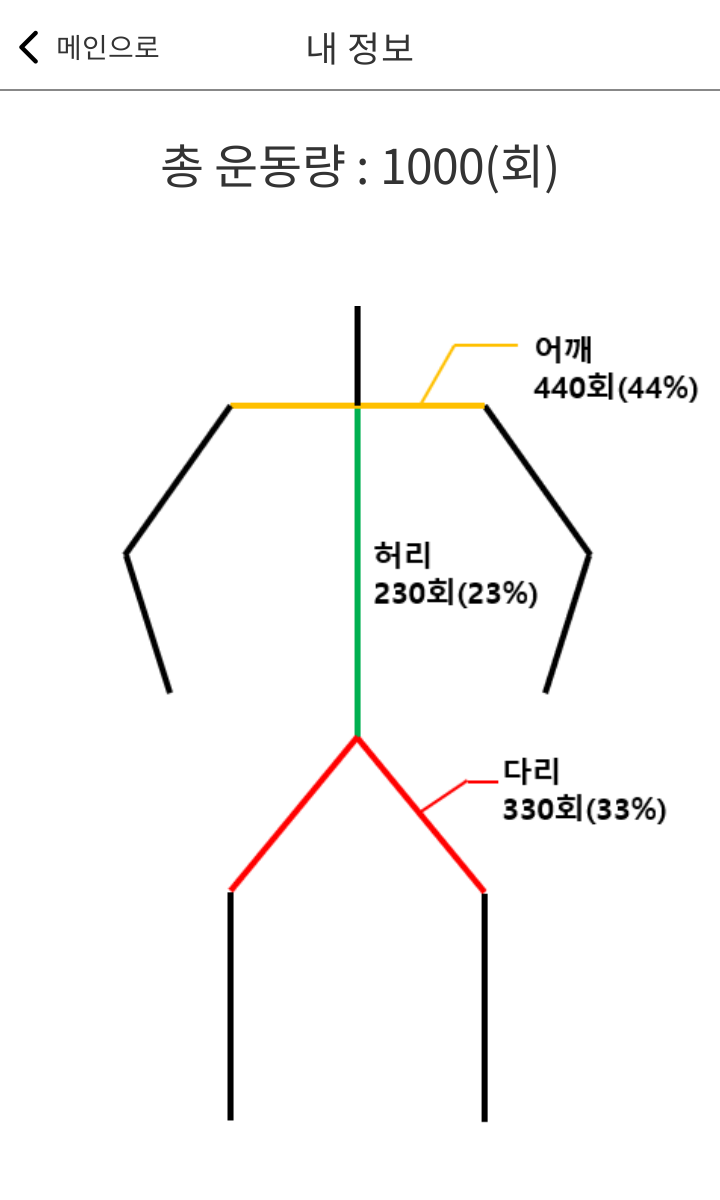 메인으로
내 정보
총 운동량 : 1000(회)
어깨
440회(44%)
허리
230회(23%)
다리
330회(33%)